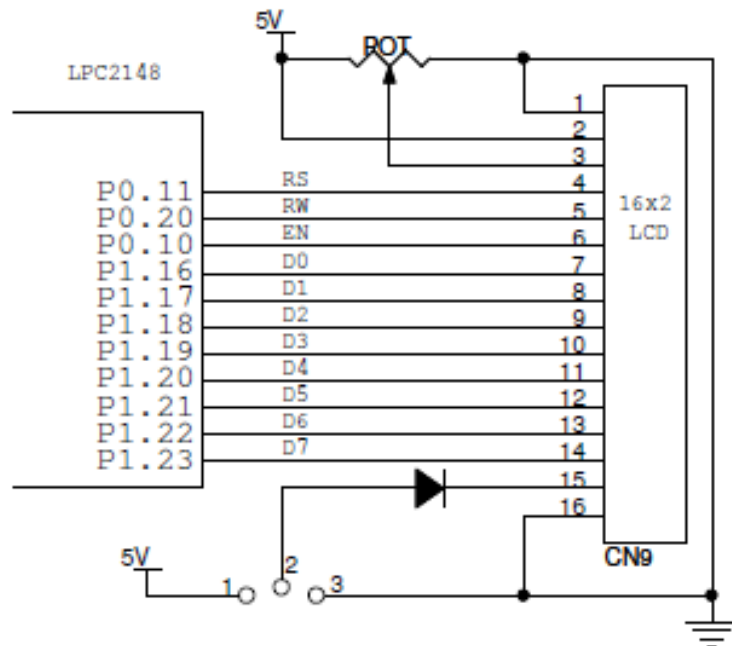 5V
POT
LPC2148
1
2
3
P0.11 RS 4
P0.20 RW 5
P0.10 EN 6
P1.16 D0 7
P1.17 D1 8
P1.18 D2 9
P1.19 D3 10
P1.20 D4 11
P1.21 D5 12
P1.22 D6 13
P1.23 D7 14
15
16
16x2
LCD
CN9
5V
1 2 3